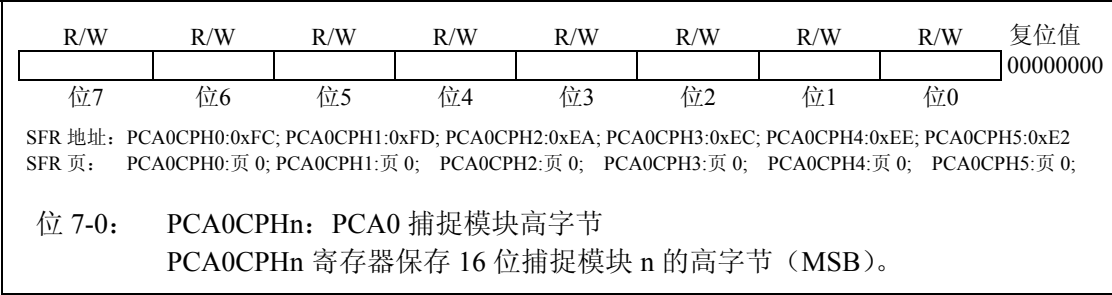 R/W R/W R/W R/W R/W R/W R/W R/W 复位值
00000000
位7 位6 位5 位4 位3 位2 位1 位0
SFR 地址：PCA0CPH0:0xFC; PCA0CPH1:0xFD; PCA0CPH2:0xEA; PCA0CPH3:0xEC; PCA0CPH4:0xEE; PCA0CPH5:0xE2
SFR 页： PCA0CPH0:页 0; PCA0CPH1:页 0; PCA0CPH2:页 0; PCA0CPH3:页 0; PCA0CPH4:页 0; PCA0CPH5:页 0;
位 7-0： PCA0CPHn：PCA0 捕捉模块高字节
PCA0CPHn 寄存器保存 16 位捕捉模块 n 的高字节（MSB）。